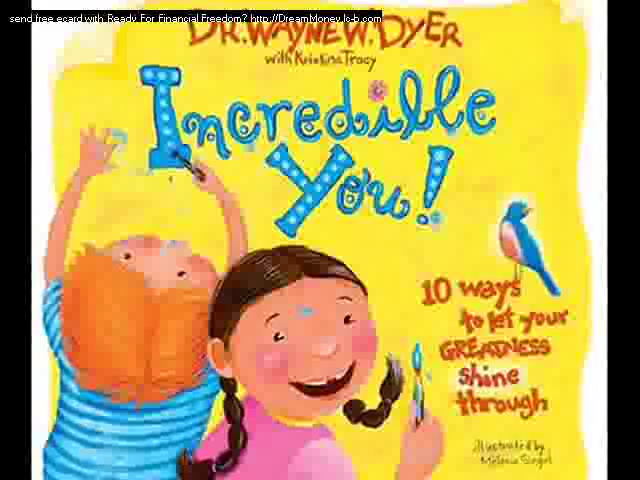 send free ecard with Ready For Financial Freedom? http://DreamMoney.lc-b.com
DR. WAYNE W. DYER
with Kristina Tracy
Incredible
You!
10 ways
to let your
GREATNESS
shine
through
illustrated by
Melanie Siegel